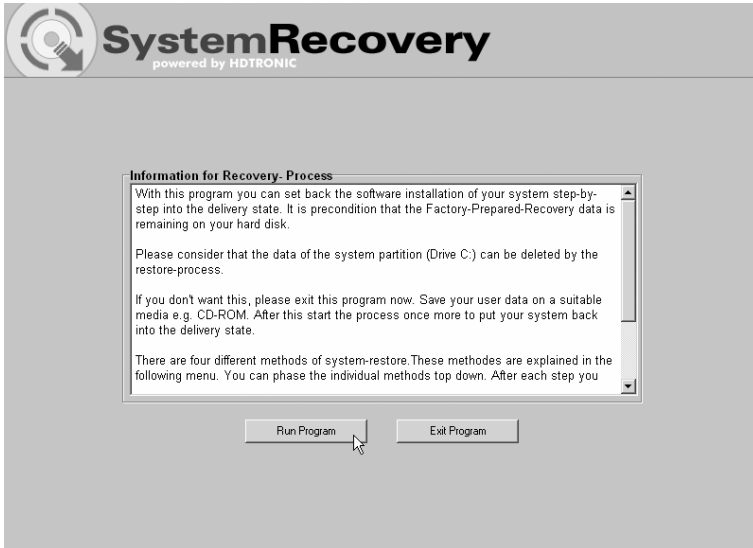 SystemRecovery
powered by HDTRONIC
Information for Recovery- Process
With this program you can set back the software installation of your system step-by-
step into the delivery state. It is precondition that the Factory-Prepared-Recovery data is
remaining on your hard disk.
Please consider that the data of the system partition (Drive C:) can be deleted by the
restore-process.
If you don't want this, please exit this program now. Save your user data on a suitable
media e.g. CD-ROM. After this start the process once more to put your system back
into the delivery state.
There are four different methods of system-restore.These methodes are explained in the
following menu. You can phase the individual methods top down. After each step you
Run Program
Exit Program